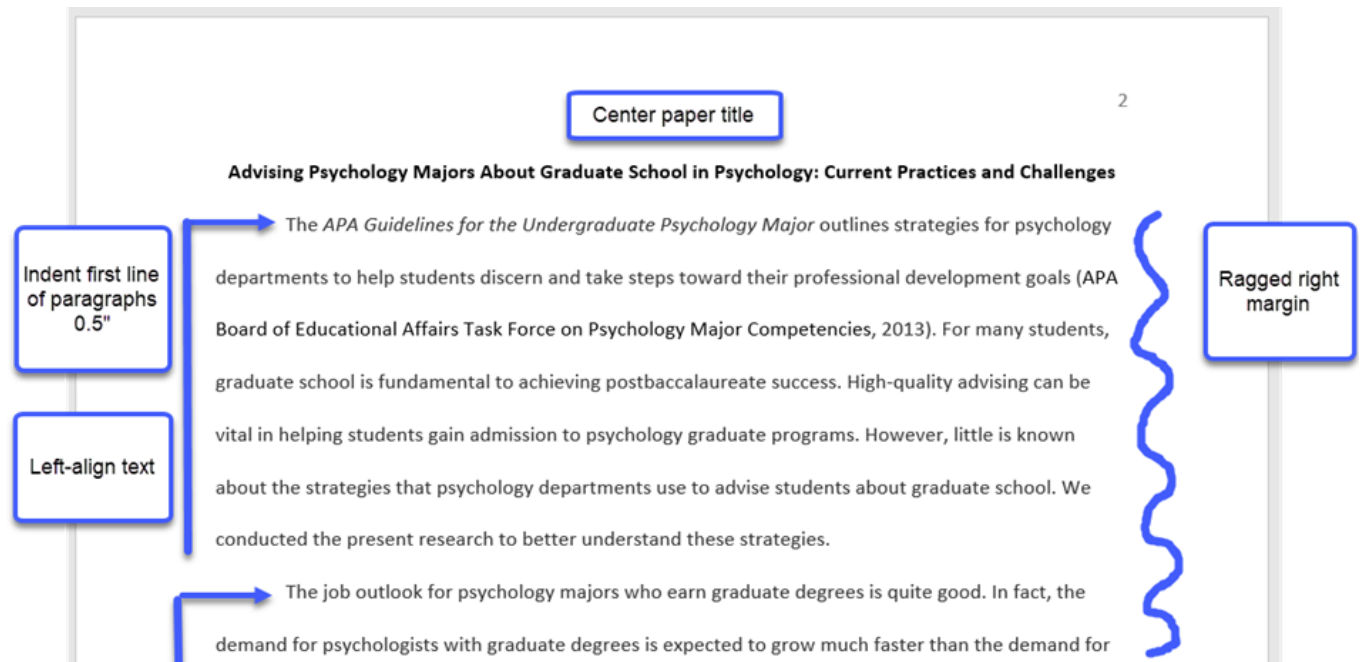 2
Center paper title
Advising Psychology Majors About Graduate School in Psychology: Current Practices and Challenges
Indent first line
of paragraphs
0.5"
Left-align text
The APA Guidelines for the Undergraduate Psychology Major outlines strategies for psychology
departments to help students discern and take steps toward their professional development goals (APA
Board of Educational Affairs Task Force on Psychology Major Competencies, 2013). For many students,
graduate school is fundamental to achieving postbaccalaureate success. High-quality advising can be
vital in helping students gain admission to psychology graduate programs. However, little is known
about the strategies that psychology departments use to advise students about graduate school. We
conducted the present research to better understand these strategies.
The job outlook for psychology majors who earn graduate degrees is quite good. In fact, the
demand for psychologists with graduate degrees is expected to grow much faster than the demand for
Ragged right
margin